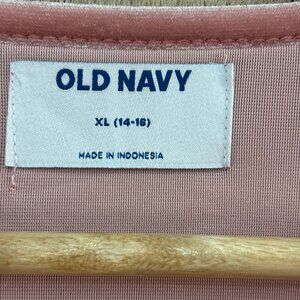 OLD NAVY
XL (14-16)
MADE IN INDONESIA